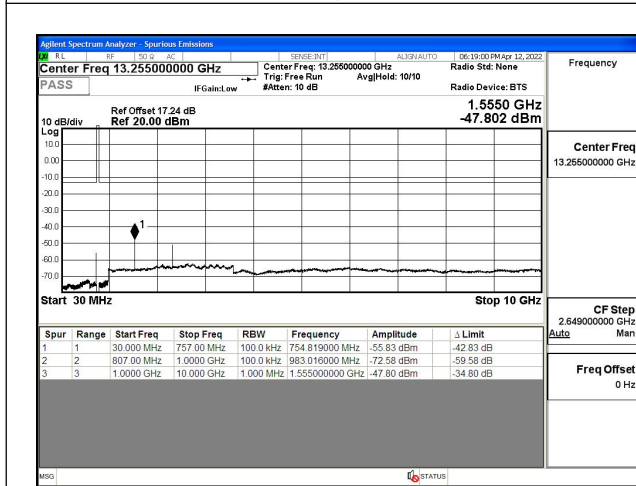 Agilent Spectrum Analyzer - Spurious Emissions
LXI RL RF 50 Ω AC SENSE:INT ALIGN AUTO 06:19:00 PM Apr 12, 2022
Center Freq 13.255000000 GHz Center Freq: 13.255000000 GHz Radio Std: None Frequency
Trig: Free Run Avg|Hold: 10/10
PASS IFGain:Low #Atten: 10 dB Radio Device: BTS
1.5550 GHz
Ref Offset 17.24 dB
10 dB/div Ref 20.00 dBm -47.802 dBm
Log
10.0
0.00
-10.0
-20.0
-30.0
-40.0
1
-50.0
-60.0
-70.0
Start 30 MHz Stop 10 GHz
Center Freq
13.255000000 GHz
CF Step
2.649000000 GHz
Auto Man
Freq Offset
0 Hz
Spur Range Start Freq Stop Freq RBW Frequency Amplitude Δ Limit
1 1 30.000 MHz 757.00 MHz 100.0 kHz 754.819000 MHz -55.83 dBm -42.83 dB
2 2 807.00 MHz 1.0000 GHz 100.0 kHz 983.016000 MHz -72.58 dBm -59.58 dB
3 3 1.0000 GHz 10.000 GHz 1.000 MHz 1.555000000 GHz -47.80 dBm -34.80 dB
MSG STATUS